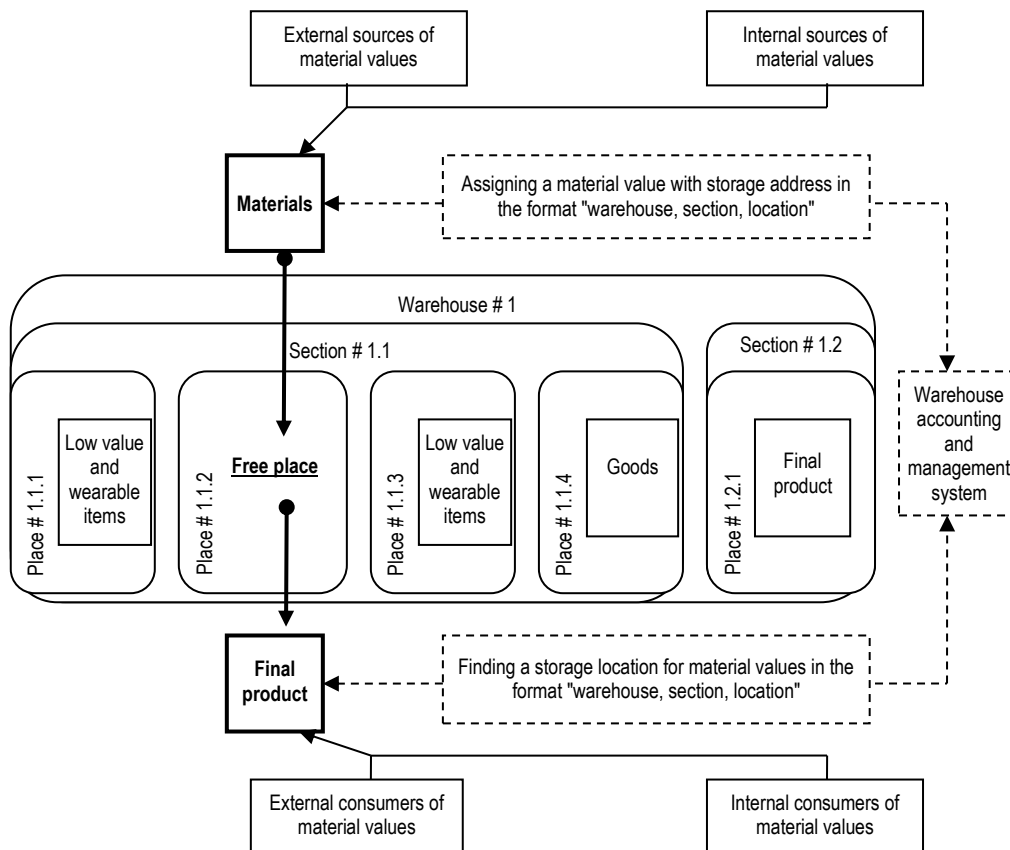 External sources of
material values
Internal sources of
material values
Materials
Assigning a material value with storage address in
the format "warehouse, section, location"
Warehouse # 1
Section # 1.1
Section # 1.2
Place # 1.1.1
Low value
and
wearable
items
Place # 1.1.2
Free place
Place # 1.1.3
Low value
and
wearable
items
Place # 1.1.4
Goods
Place # 1.2.1
Final
product
Warehouse
accounting
and
management
system
Final
product
Finding a storage location for material values in the
format "warehouse, section, location"
External consumers of
material values
Internal consumers of
material values